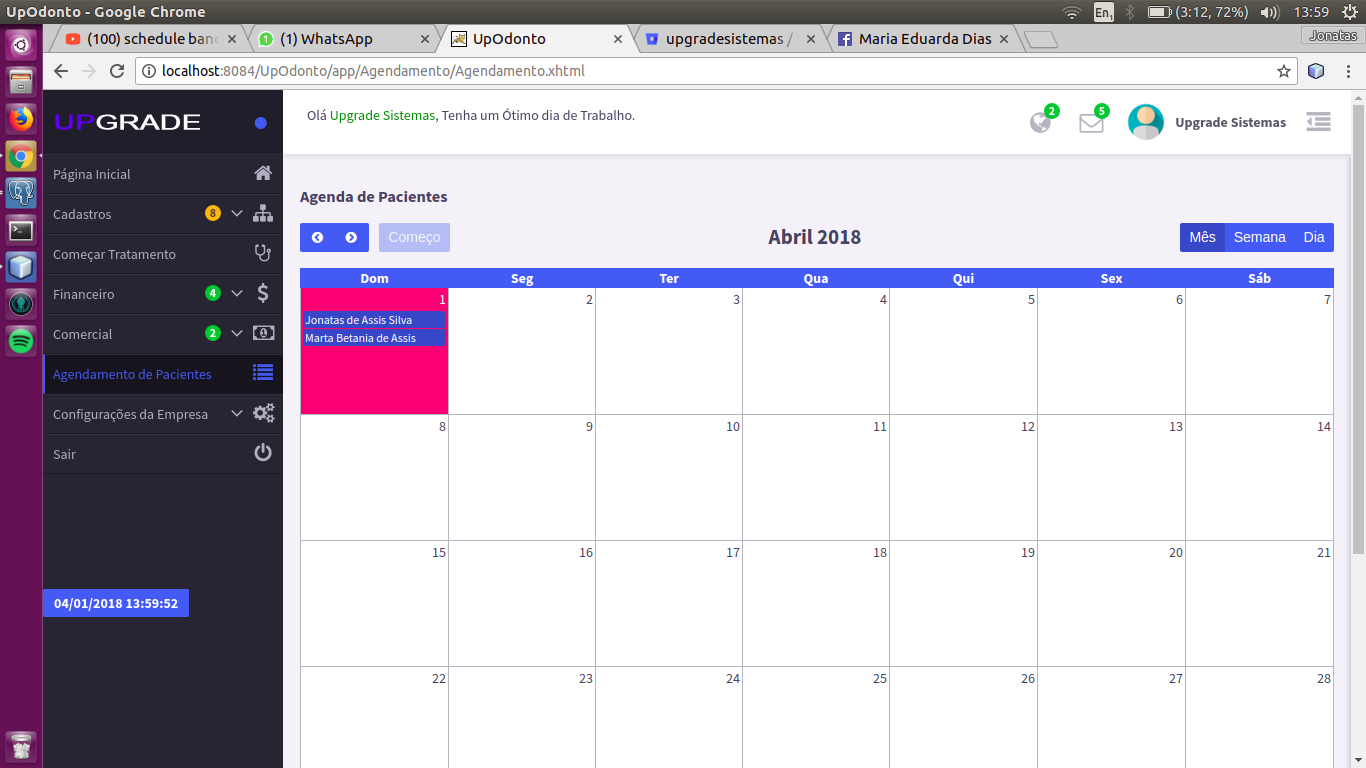 UpOdonto - Google Chrome
En1
(3:12, 72%)
13:59
(100) schedule ban
(1) WhatsApp
UpOdonto
upgradesistemas /
Maria Eduarda Dias
Jonatas
localhost:8084/UpOdonto/app/Agendamento/Agendamento.xhtml
UPGRADE
Olá Upgrade Sistemas, Tenha um Ótimo dia de Trabalho.
2
5
Upgrade Sistemas
Página Inicial
Cadastros 8
Começar Tratamento
Financeiro 4
Comercial 2
Agendamento de Pacientes
Configurações da Empresa
Sair
04/01/2018 13:59:52
Agenda de Pacientes
Começo
Abril 2018
Mês Semana Dia
Dom Seg Ter Qua Qui Sex Sáb
1 2 3 4 5 6 7
Jonatas de Assis Silva
Marta Betania de Assis
8 9 10 11 12 13 14
15 16 17 18 19 20 21
22 23 24 25 26 27 28